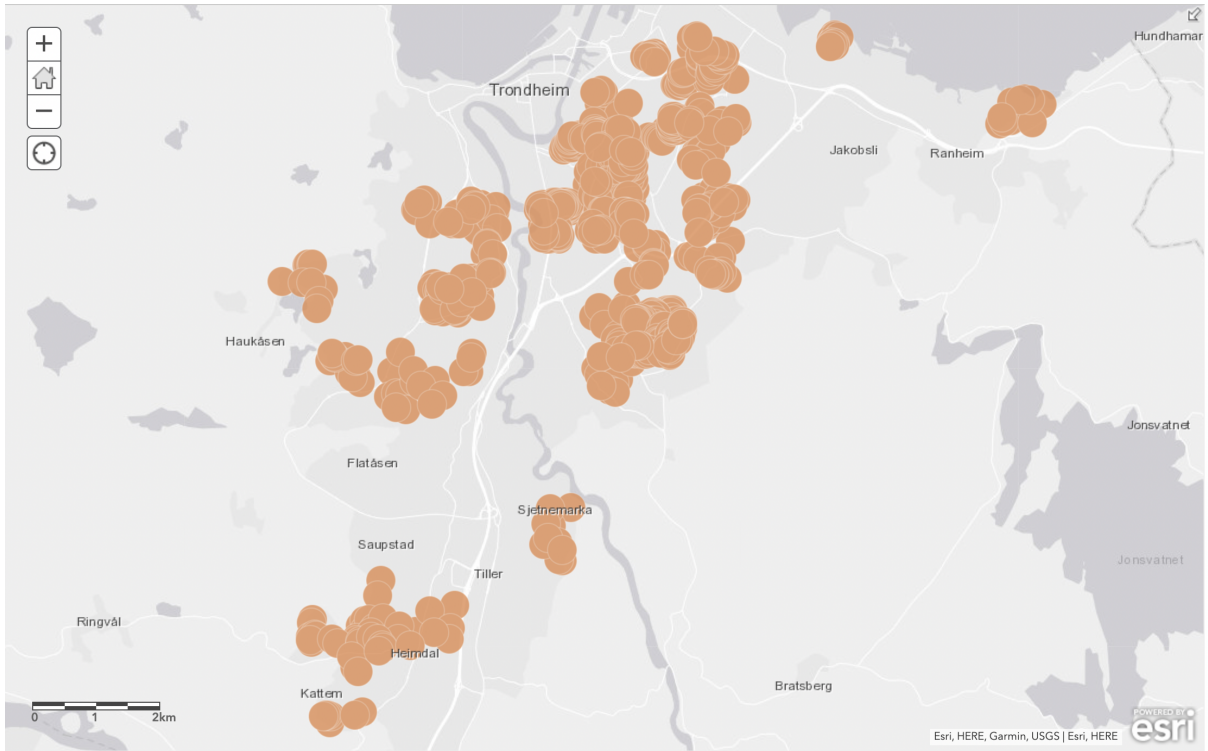 +
−
Hundhamar
Trondheim
Jakobsli
Ranheim
Haukåsen
Jonsvatnet
Flatåsen
Sjetnemarka
Saupstad
Jonsvatnet
Tiller
Ringvål
Heimdal
Bratsberg
Kattem
0 1 2km
POWERED BY
esri
Esri, HERE, Garmin, USGS | Esri, HERE